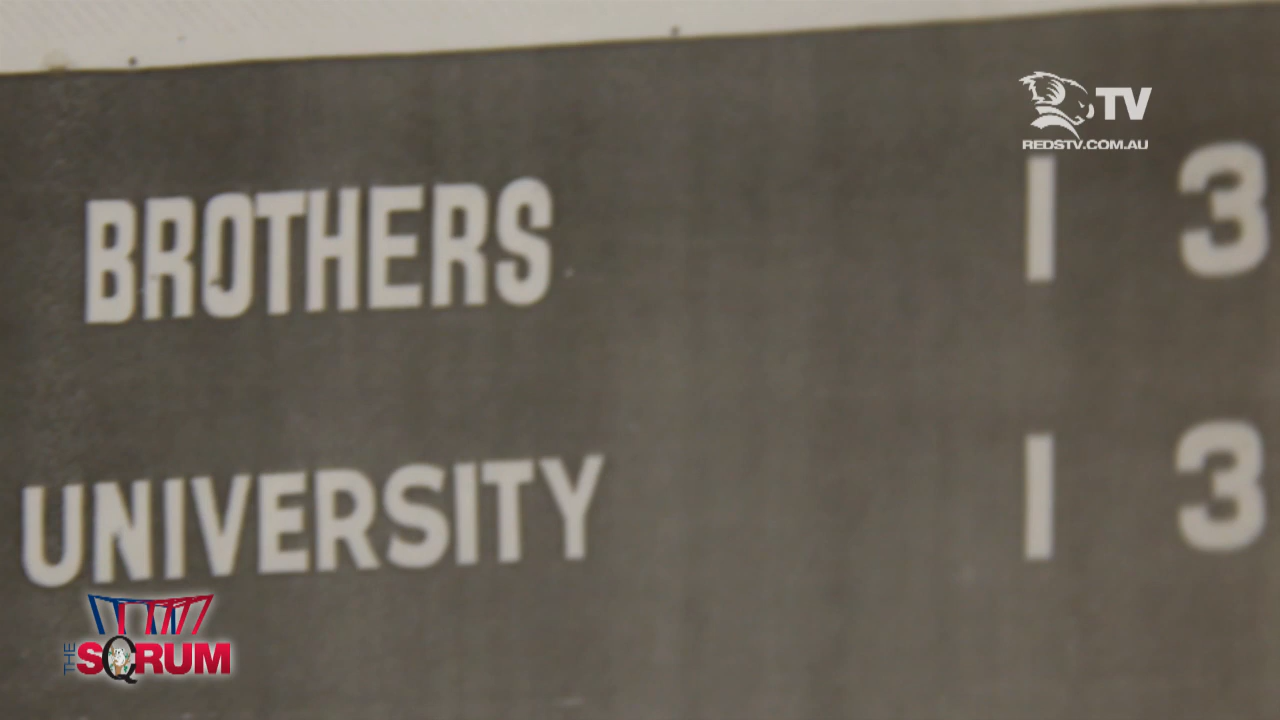 TV
REDSTV.COM.AU
BROTHERS 1 3
UNIVERSITY 1 3
THE SQRUM